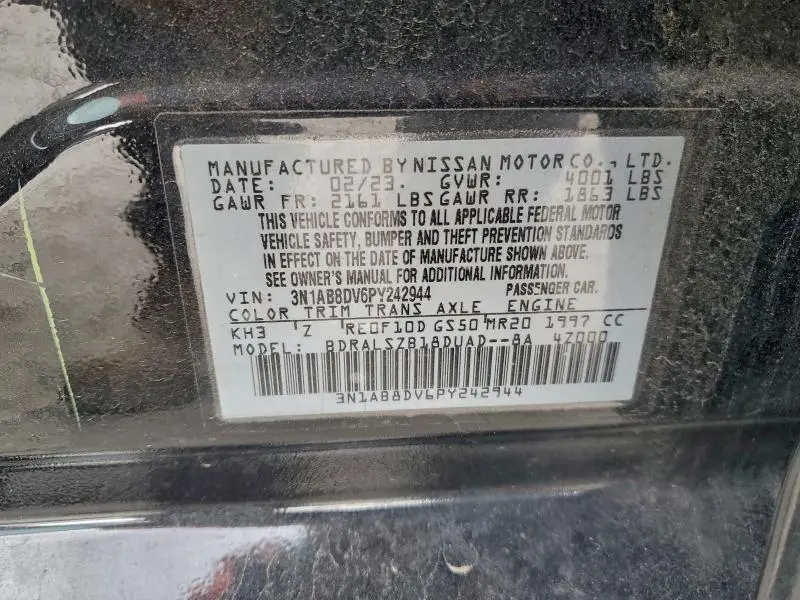 MANUFACTURED BY NISSAN MOTOR CO., LTD.
DATE: 02/23. GVWR: 4001 LBS
GAWR FR: 2161 LBS GAWR RR: 1863 LBS
THIS VEHICLE CONFORMS TO ALL APPLICABLE FEDERAL MOTOR
VEHICLE SAFETY, BUMPER AND THEFT PREVENTION STANDARDS
IN EFFECT ON THE DATE OF MANUFACTURE SHOWN ABOVE.
SEE OWNER'S MANUAL FOR ADDITIONAL INFORMATION.
VIN: 3N1AB8DV6PY242944 PASSENGER CAR.
COLOR TRIM TRANS AXLE ENGINE
KH3 'Z RE0F10D GS50 MR20 1997 CC
MODEL: BDRALSZB18DUAD--8A 4Z000
3N1AB8DV6PY242944